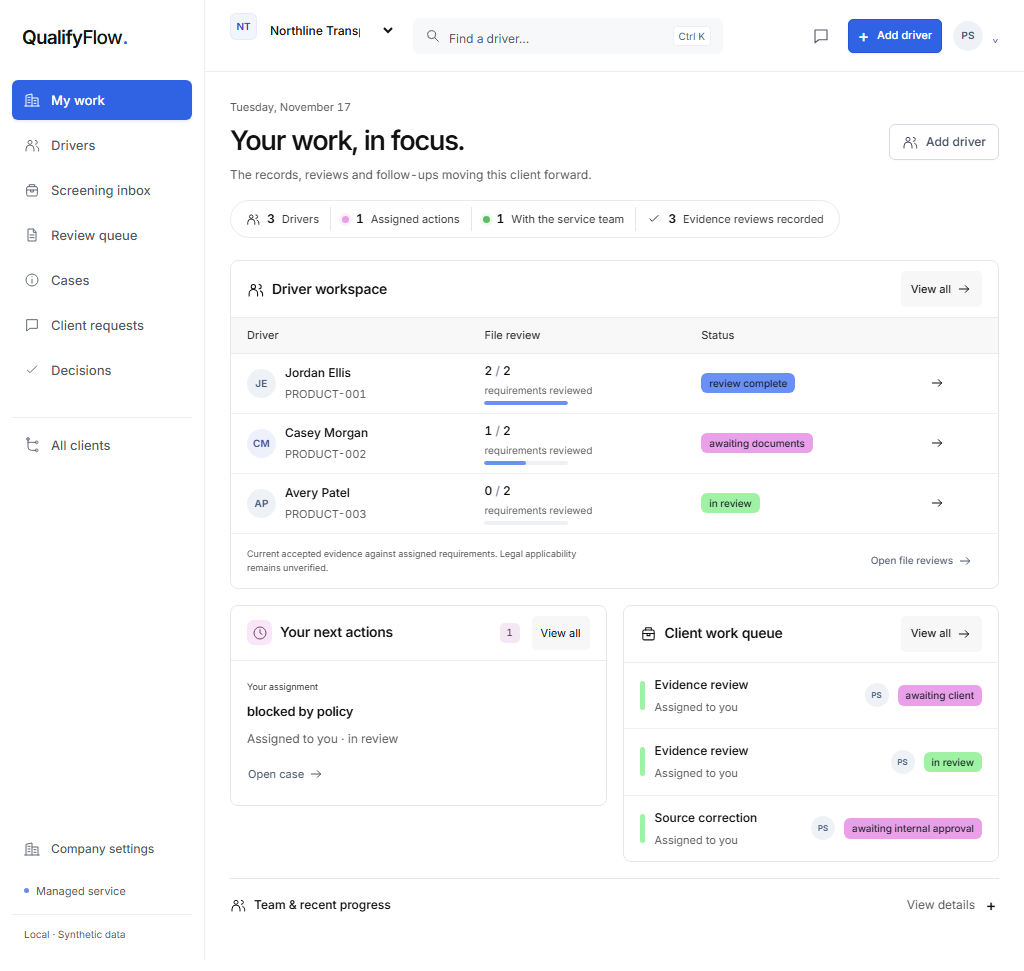 QualifyFlow.
My work
Drivers
Screening inbox
Review queue
Cases
Client requests
Decisions
All clients
Company settings
Managed service
Local · Synthetic data
NT
Northline Trans
Find a driver...
Ctrl K
+ Add driver
PS
Tuesday, November 17
Your work, in focus.
The records, reviews and follow-ups moving this client forward.
Add driver
3 Drivers
1 Assigned actions
1 With the service team
3 Evidence reviews recorded
Driver workspace
View all →
Driver File review Status
JE
Jordan Ellis
PRODUCT-001
2 / 2
requirements reviewed
review complete
→
CM
Casey Morgan
PRODUCT-002
1 / 2
requirements reviewed
awaiting documents
→
AP
Avery Patel
PRODUCT-003
0 / 2
requirements reviewed
in review
→
Current accepted evidence against assigned requirements. Legal applicability
remains unverified.
Open file reviews →
Your next actions
1
View all
Your assignment
blocked by policy
Assigned to you · in review
Open case →
Client work queue
View all →
Evidence review
Assigned to you
PS
awaiting client
Evidence review
Assigned to you
PS
in review
Source correction
Assigned to you
PS
awaiting internal approval
Team & recent progress
View details +